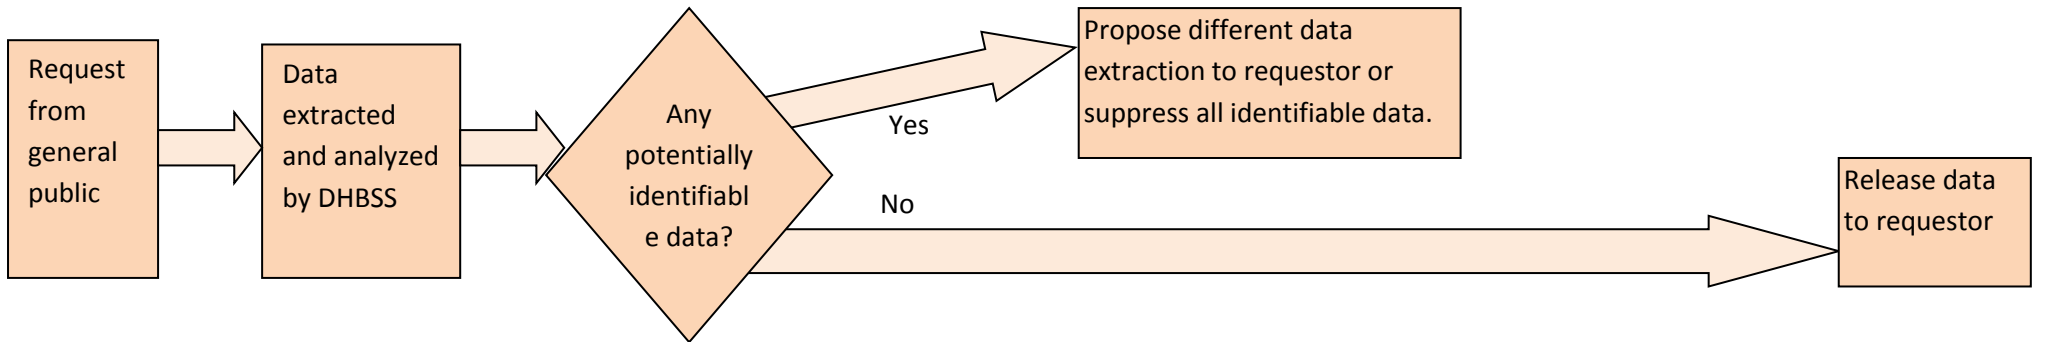 Request
from
general
public
Data
extracted
and analyzed
by DHBSS
Any
potentially
identifiabl
e data?
Yes
No
Propose different data
extraction to requestor or
suppress all identifiable data.
Release data
to requestor